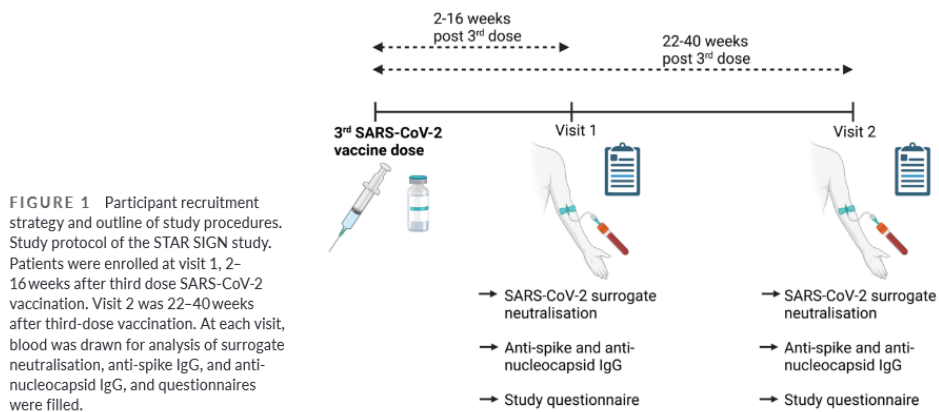 2-16 weeks
post 3rd dose
22-40 weeks
post 3rd dose
3rd SARS-CoV-2
vaccine dose
Visit 1
Visit 2
FIGURE 1 Participant recruitment
strategy and outline of study procedures.
Study protocol of the STAR SIGN study.
Patients were enrolled at visit 1, 2–
16 weeks after third dose SARS-CoV-2
vaccination. Visit 2 was 22–40 weeks
after third-dose vaccination. At each visit,
blood was drawn for analysis of surrogate
neutralisation, anti-spike IgG, and anti-
nucleocapsid IgG, and questionnaires
were filled.
→ SARS-CoV-2 surrogate
neutralisation
→ Anti-spike and anti-
nucleocapsid IgG
→ Study questionnaire
→ SARS-CoV-2 surrogate
neutralisation
→ Anti-spike and anti-
nucleocapsid IgG
→ Study questionnaire